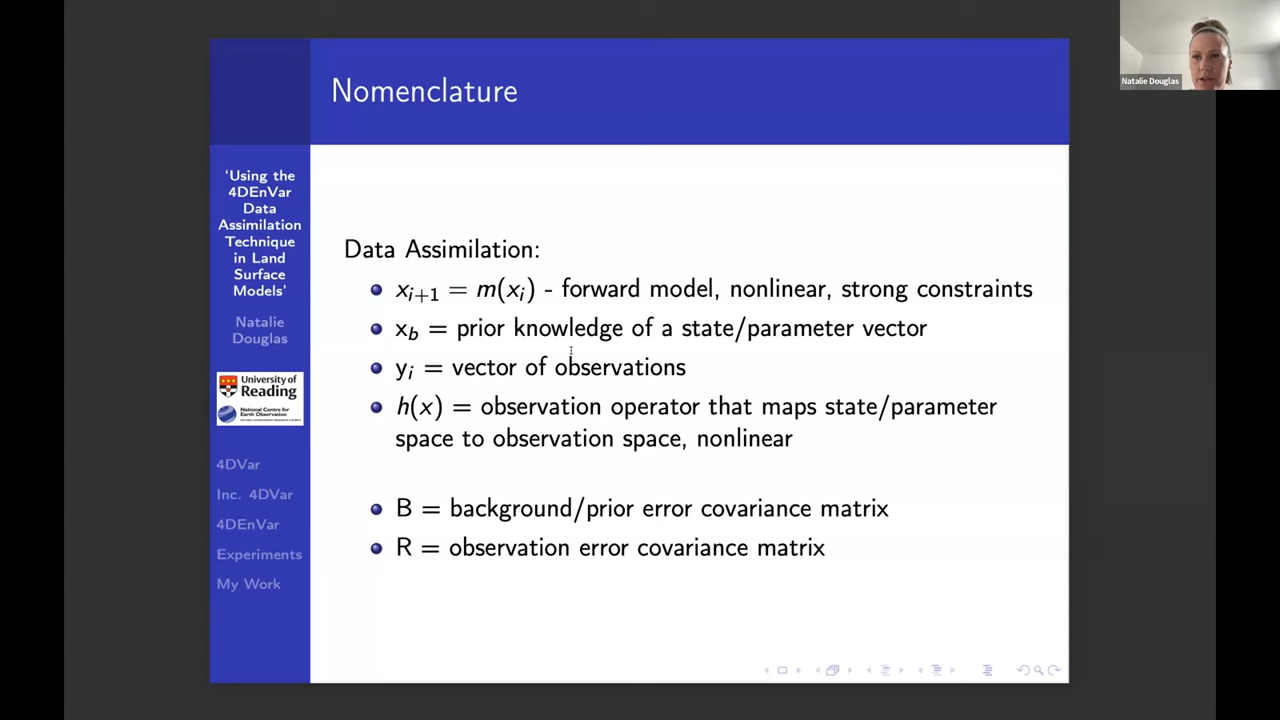 Natalie Douglas
Nomenclature
'Using the
4DEnVar
Data
Assimilation
Technique
in Land
Surface
Models'
Natalie
Douglas
University of
Reading
National Centre for
Earth Observation
4DVar
Inc. 4DVar
4DEnVar
Experiments
My Work
Data Assimilation:
x_{i+1} = m(x_i) - forward model, nonlinear, strong constraints
x_b = prior knowledge of a state/parameter vector
y_i = vector of observations
h(x) = observation operator that maps state/parameter
space to observation space, nonlinear
B = background/prior error covariance matrix
R = observation error covariance matrix